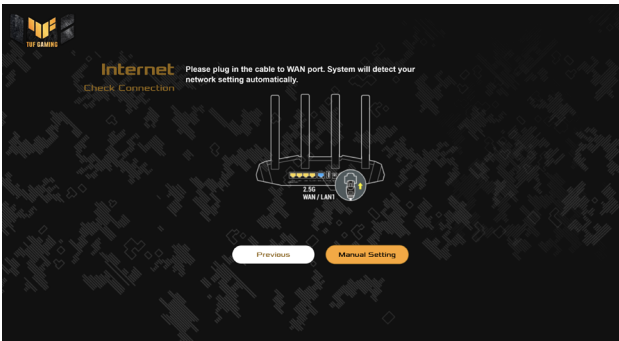 TUF GAMING
Internet
Check Connection
Please plug in the cable to WAN port. System will detect your
network setting automatically.
2.5G
WAN / LAN1
Previous
Manual Setting